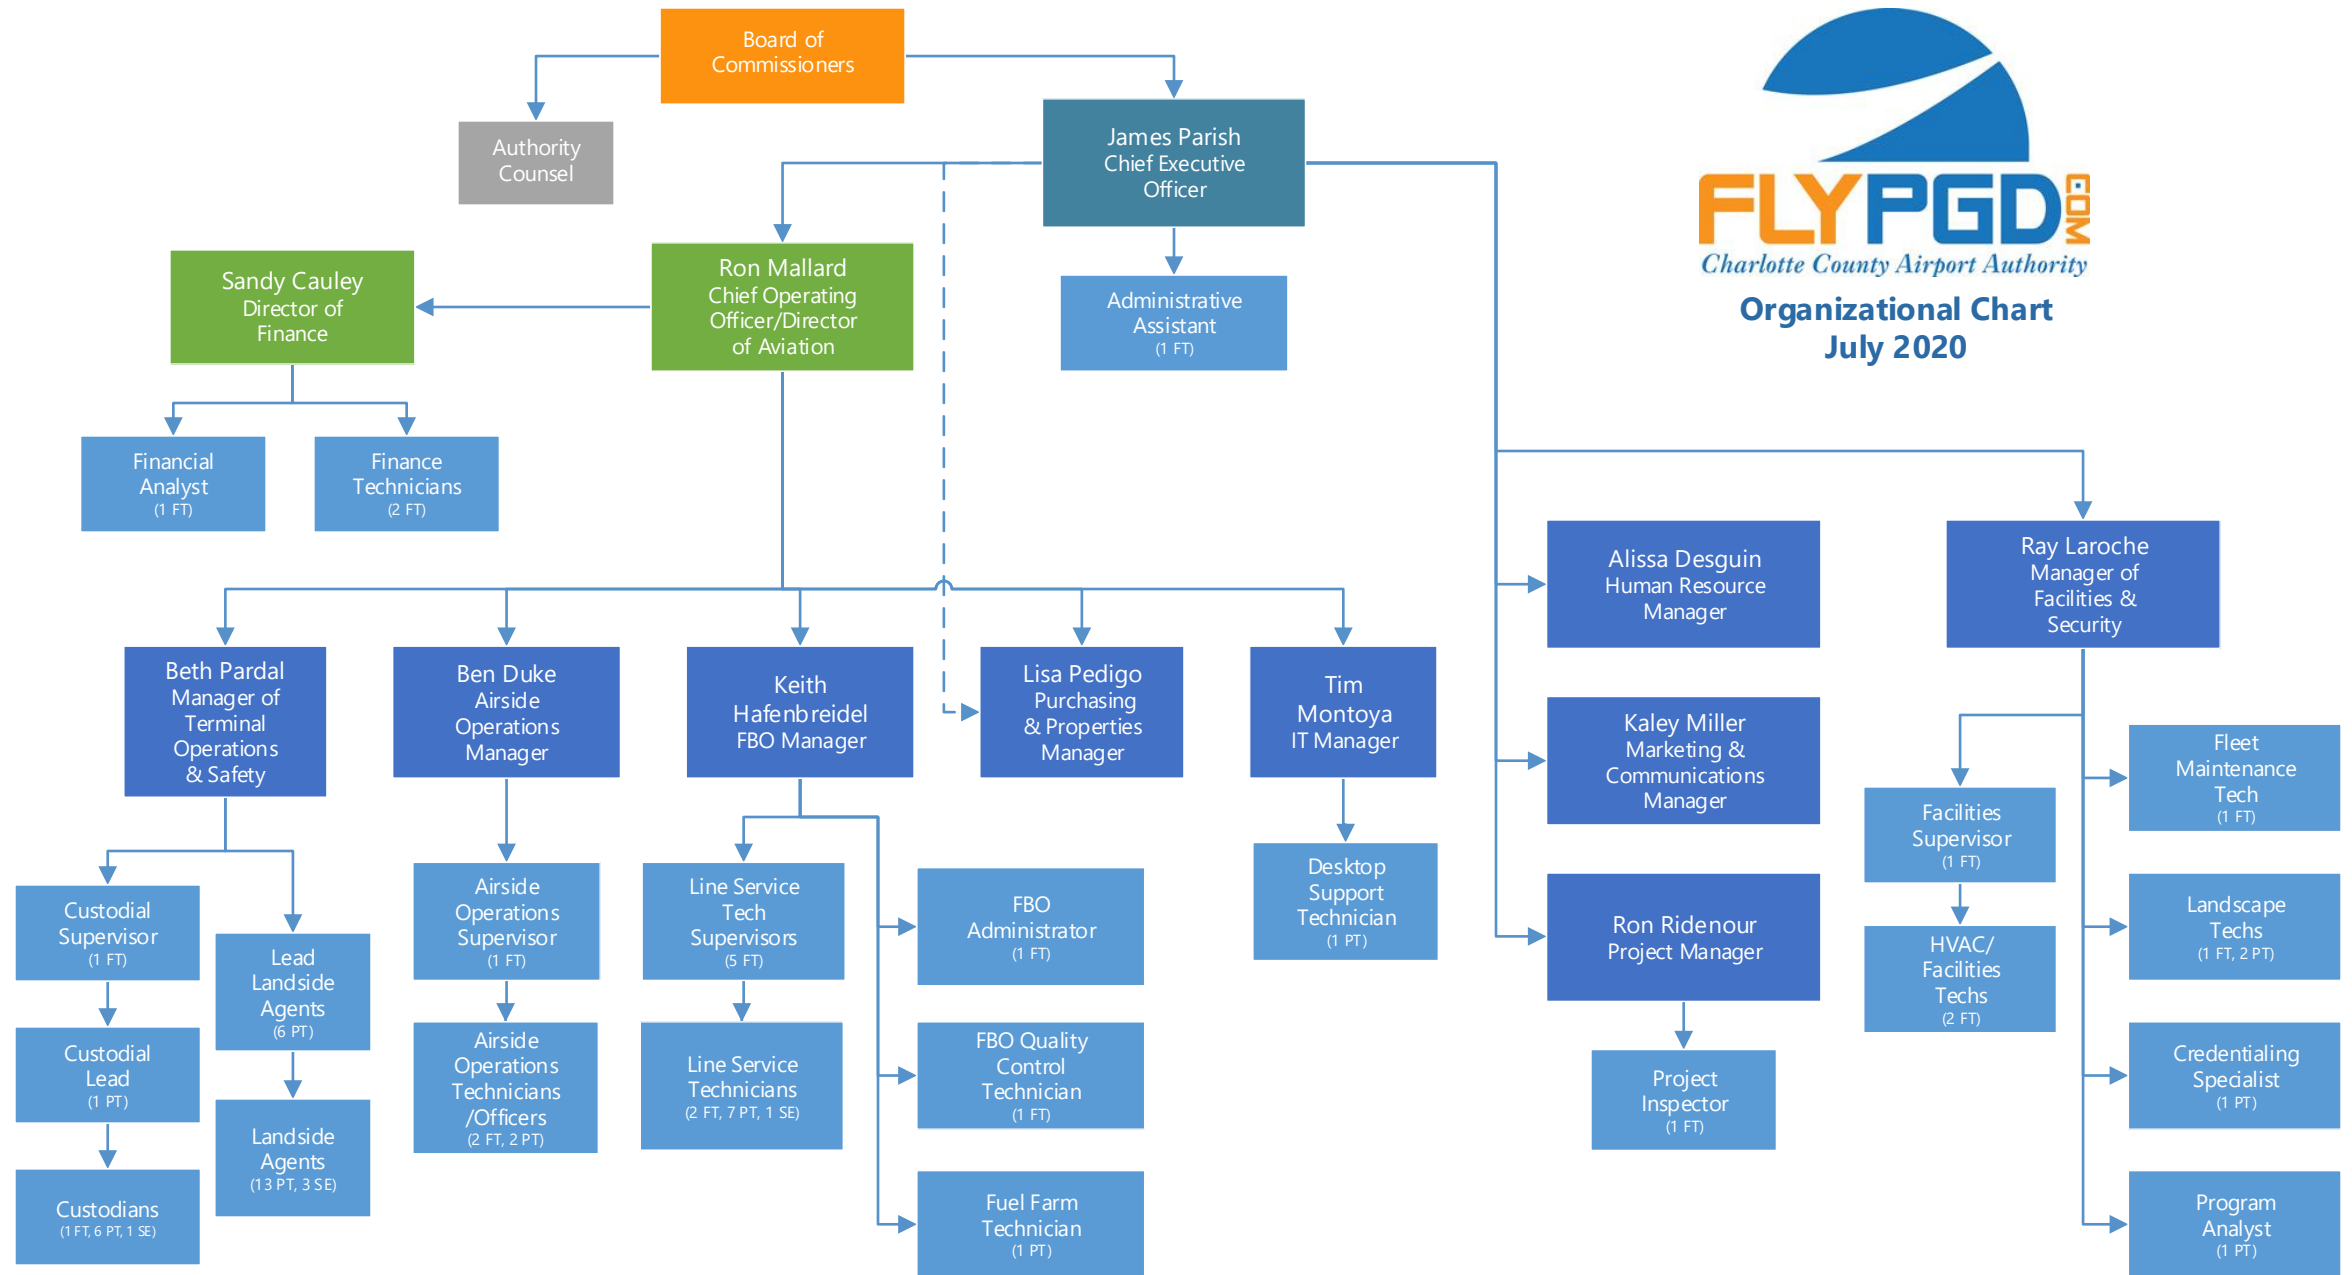 Board of
Commissioners
Authority
Counsel
James Parish
Chief Executive
Officer
FLYPGD.COM
Charlotte County Airport Authority
Organizational Chart
July 2020
Sandy Cauley
Director of
Finance
Ron Mallard
Chief Operating
Officer/Director
of Aviation
Administrative
Assistant
(1 FT)
Financial
Analyst
(1 FT)
Finance
Technicians
(2 FT)
Alissa Desguin
Human Resource
Manager
Ray Laroche
Manager of
Facilities &
Security
Beth Pardal
Manager of
Terminal
Operations
& Safety
Ben Duke
Airside
Operations
Manager
Keith
Hafenbreidel
FBO Manager
Lisa Pedigo
Purchasing
& Properties
Manager
Tim
Montoya
IT Manager
Kaley Miller
Marketing &
Communications
Manager
Fleet
Maintenance
Tech
(1 FT)
Facilities
Supervisor
(1 FT)
Custodial
Supervisor
(1 FT)
Lead
Landside
Agents
(6 PT)
Airside
Operations
Supervisor
(1 FT)
Line Service
Tech
Supervisors
(5 FT)
FBO
Administrator
(1 FT)
Desktop
Support
Technician
(1 PT)
Ron Ridenour
Project Manager
HVAC/
Facilities
Techs
(2 FT)
Landscape
Techs
(1 FT, 2 PT)
Custodial
Lead
(1 PT)
Landside
Agents
(13 PT, 3 SE)
Airside
Operations
Technicians
/Officers
(2 FT, 2 PT)
Line Service
Technicians
(2 FT, 7 PT, 1 SE)
FBO Quality
Control
Technician
(1 FT)
Project
Inspector
(1 FT)
Credentialing
Specialist
(1 PT)
Custodians
(1 FT, 6 PT, 1 SE)
Fuel Farm
Technician
(1 PT)
Program
Analyst
(1 PT)